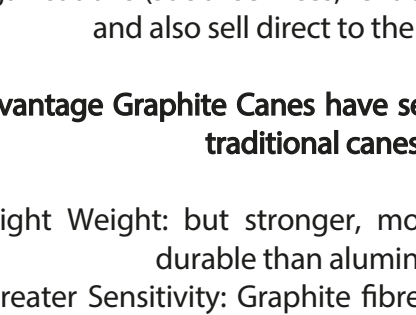 and also sell direct to the
vantage Graphite Canes have se
traditional canes
ight Weight: but stronger, mo
durable than alumin
reater Sensitivity: Graphite fibre